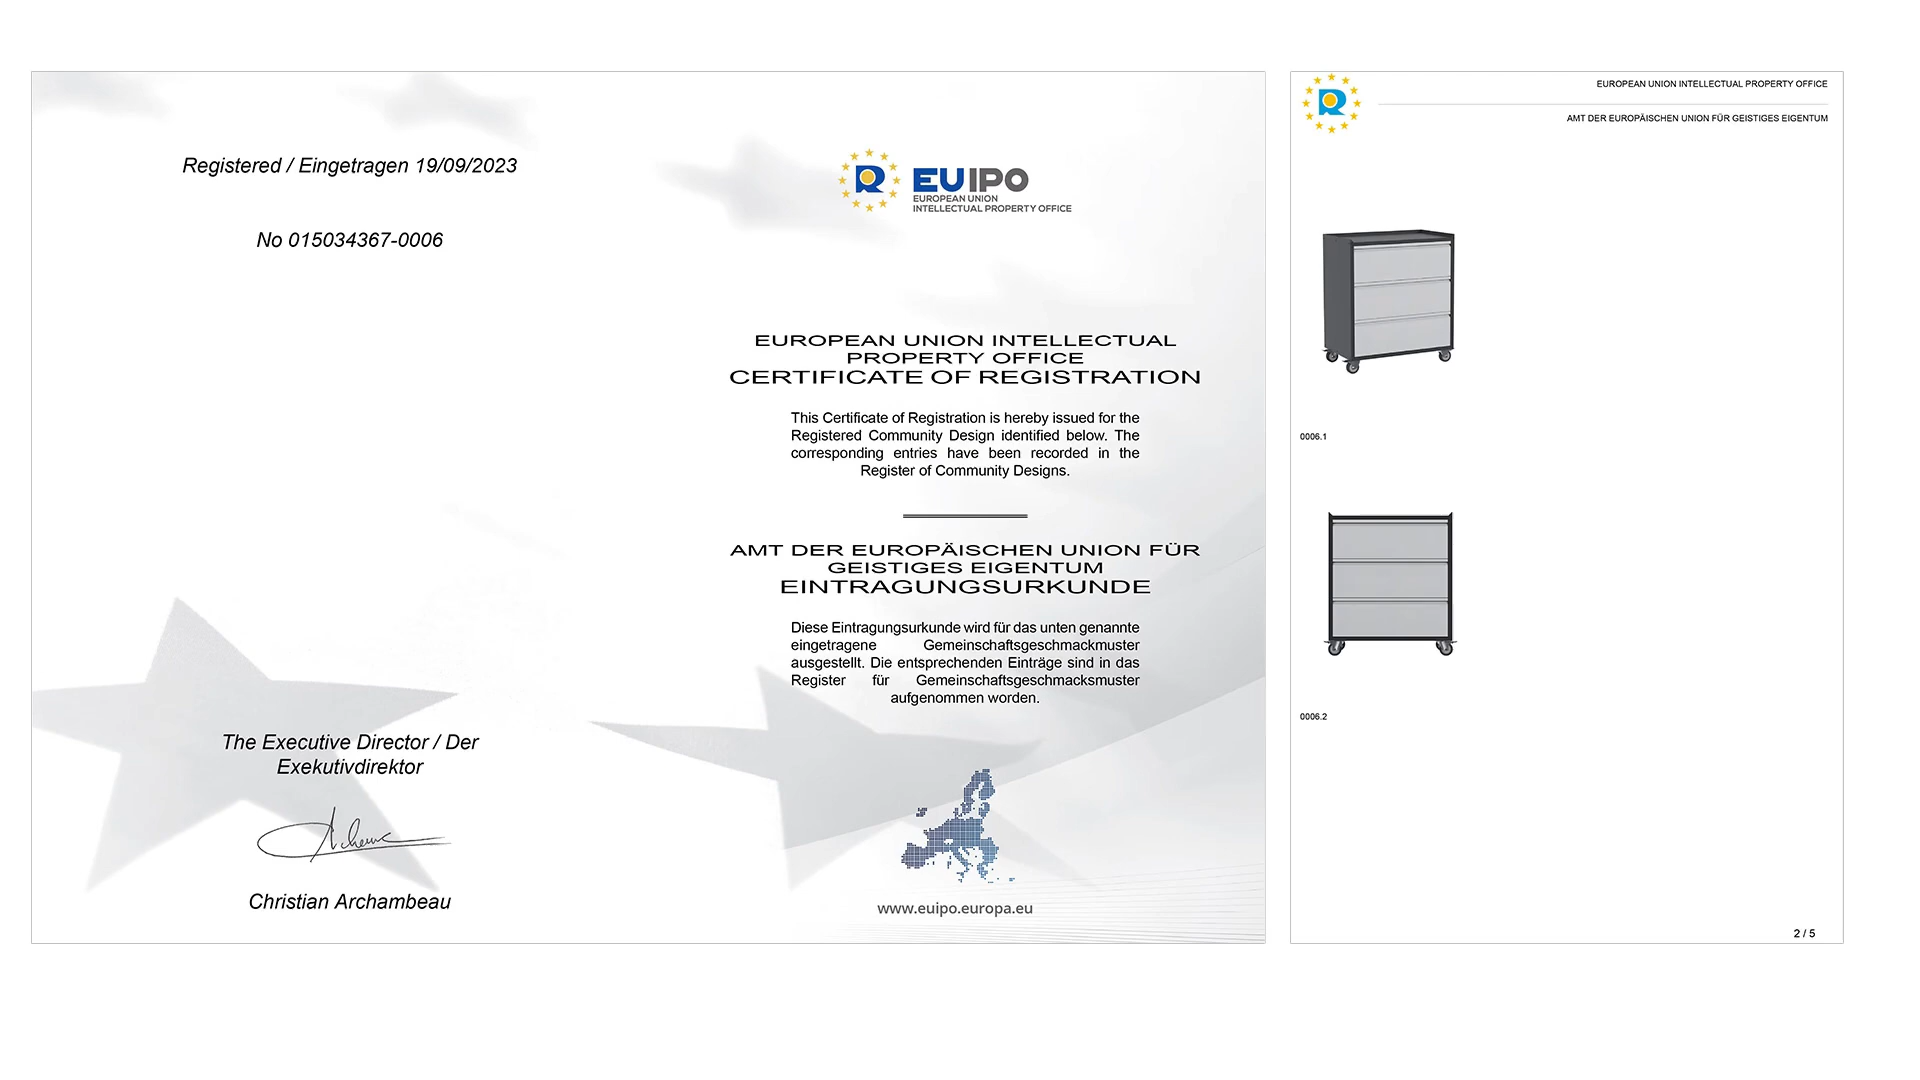 Registered / Eingetragen 19/09/2023
No 015034367-0006
The Executive Director / Der
Exekutivdirektor
Christian Archambeau
EUIPO
EUROPEAN UNION
INTELLECTUAL PROPERTY OFFICE
EUROPEAN UNION INTELLECTUAL
PROPERTY OFFICE
CERTIFICATE OF REGISTRATION
This Certificate of Registration is hereby issued for the
Registered Community Design identified below. The
corresponding entries have been recorded in the
Register of Community Designs.
AMT DER EUROPÄISCHEN UNION FÜR
GEISTIGES EIGENTUM
EINTRAGUNGSURKUNDE
Diese Eintragungsurkunde wird für das unten genannte
eingetragene Gemeinschaftsgeschmackmuster
ausgestellt. Die entsprechenden Einträge sind in das
Register für Gemeinschaftsgeschmacksmuster
aufgenommen worden.
www.euipo.europa.eu
EUROPEAN UNION INTELLECTUAL PROPERTY OFFICE
AMT DER EUROPÄISCHEN UNION FÜR GEISTIGES EIGENTUM
0006.1
0006.2
2 / 5